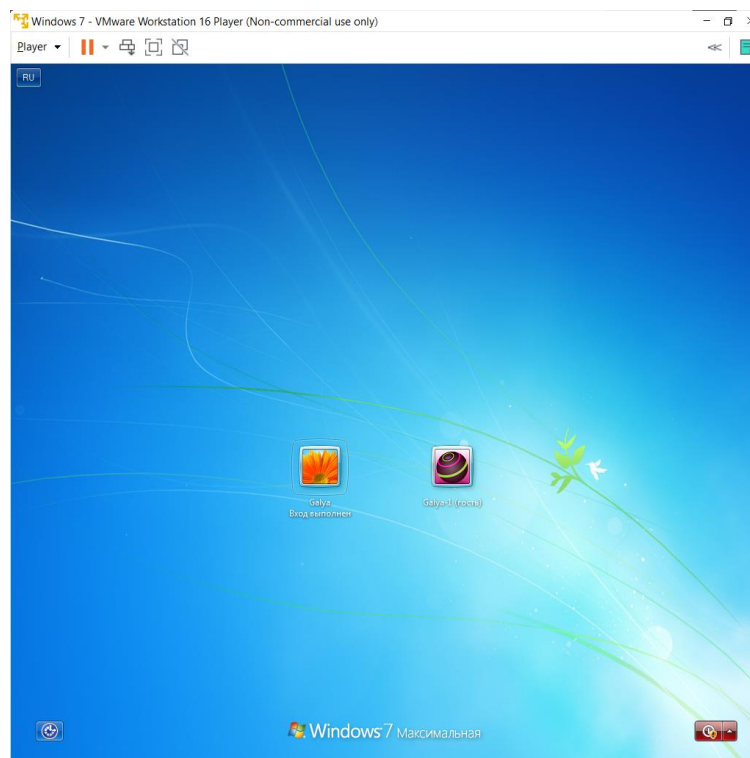 Windows 7 - VMware Workstation 16 Player (Non-commercial use only)
Player
RU
Galya
Вход выполнен
Galya-1 (гость)
Windows 7 Максимальная